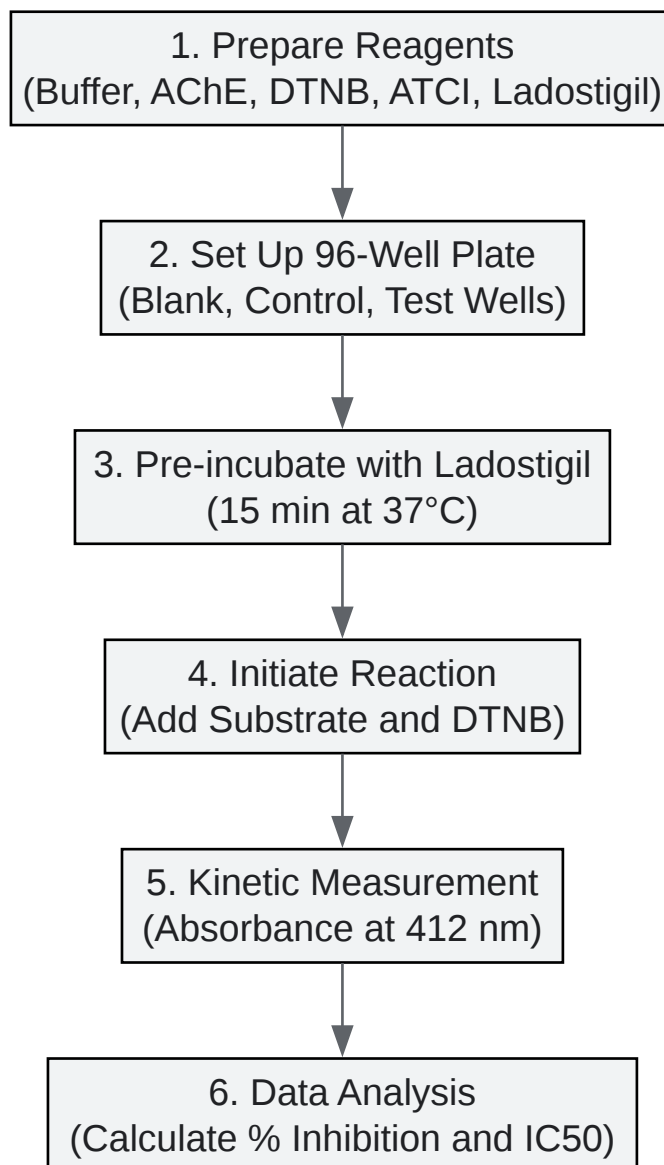 1. Prepare Reagents
(Buffer, AChE, DTNB, ATCI, Ladostigil)
2. Set Up 96-Well Plate
(Blank, Control, Test Wells)
3. Pre-incubate with Ladostigil
(15 min at 37°C)
4. Initiate Reaction
(Add Substrate and DTNB)
5. Kinetic Measurement
(Absorbance at 412 nm)
6. Data Analysis
(Calculate % Inhibition and IC50)